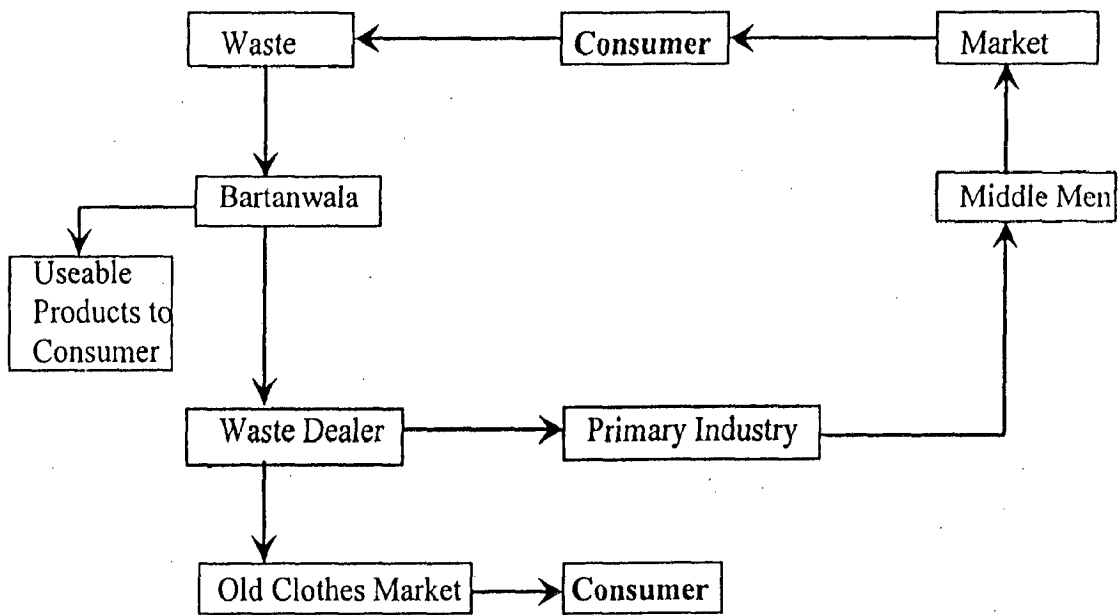 Waste
Consumer
Market
Bartanwala
Middle Men
Useable
Products to
Consumer
Waste Dealer
Primary Industry
Old Clothes Market
Consumer